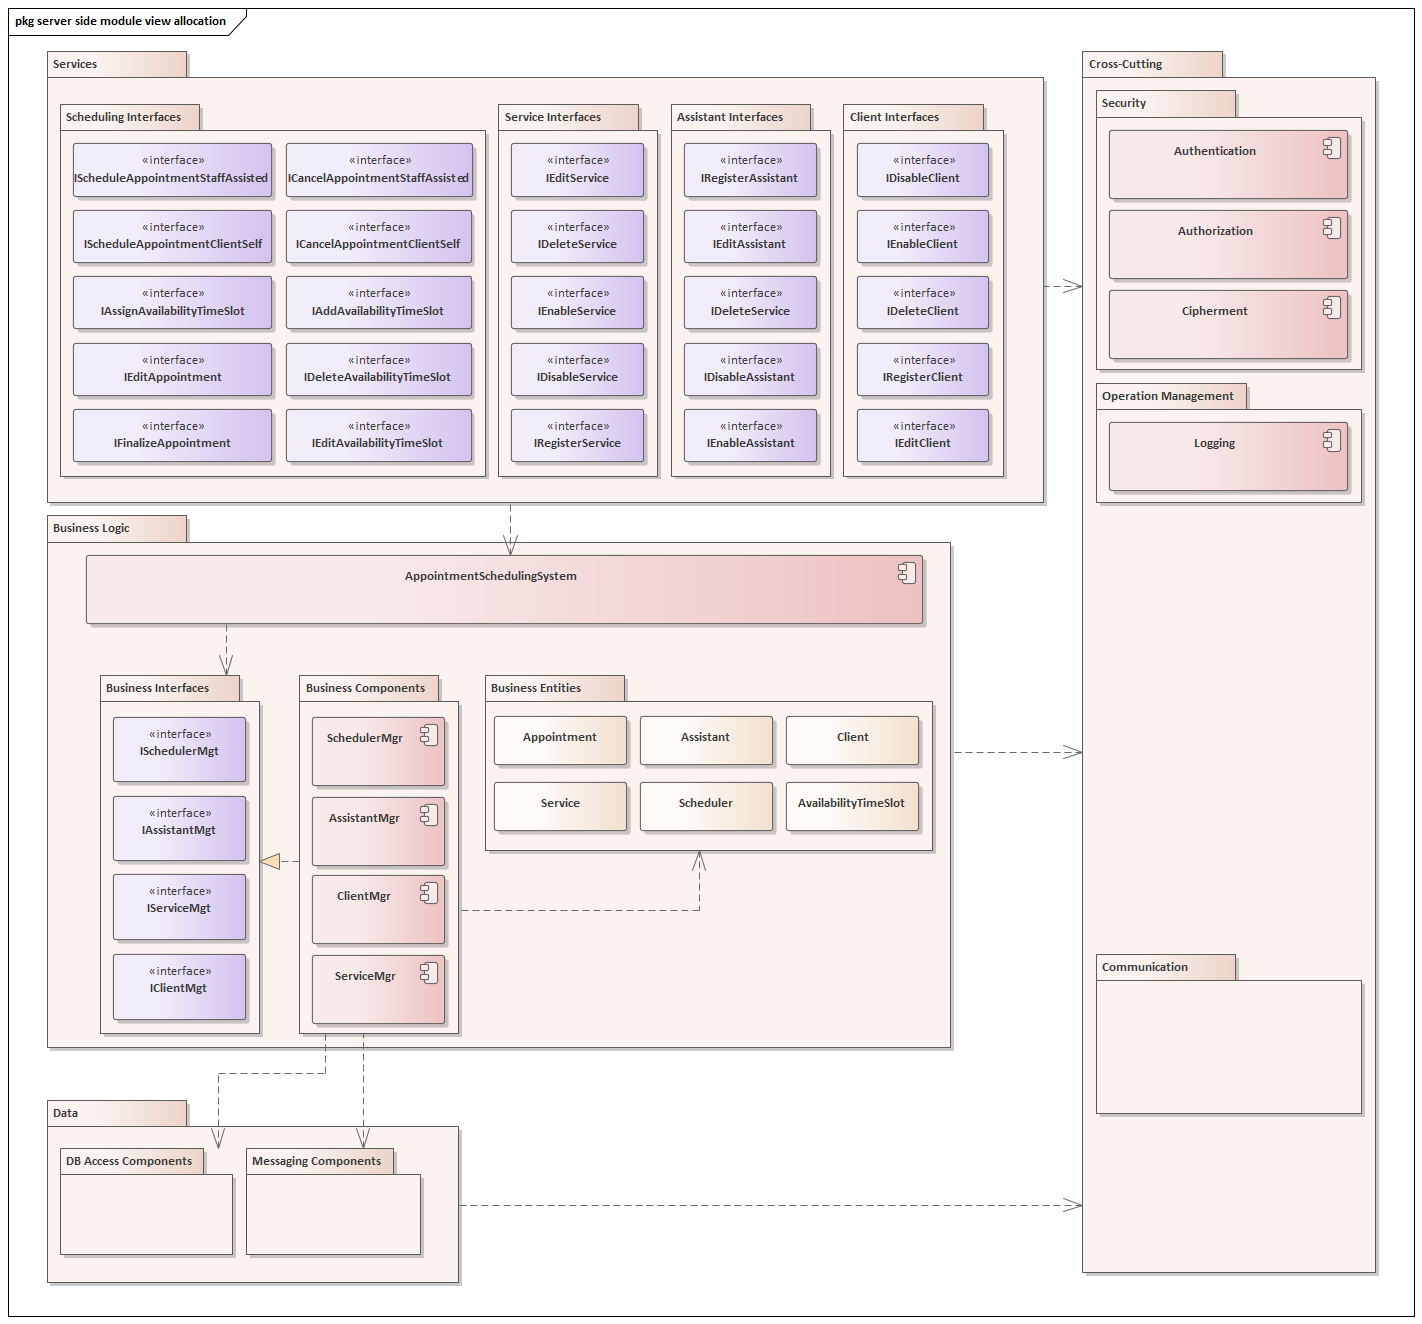 pkg server side module view allocation
Services
Scheduling Interfaces
«interface»
IScheduleAppointmentStaffAssisted
«interface»
ICancelAppointmentStaffAssisted
«interface»
IScheduleAppointmentClientSelf
«interface»
ICancelAppointmentClientSelf
«interface»
IAssignAvailabilityTimeSlot
«interface»
IAddAvailabilityTimeSlot
«interface»
IEditAppointment
«interface»
IDeleteAvailabilityTimeSlot
«interface»
IFinalizeAppointment
«interface»
IEditAvailabilityTimeSlot
Service Interfaces
«interface»
IEditService
«interface»
IDeleteService
«interface»
IEnableService
«interface»
IDisableService
«interface»
IRegisterService
Assistant Interfaces
«interface»
IRegisterAssistant
«interface»
IEditAssistant
«interface»
IDeleteService
«interface»
IDisableAssistant
«interface»
IEnableAssistant
Client Interfaces
«interface»
IDisableClient
«interface»
IEnableClient
«interface»
IDeleteClient
«interface»
IRegisterClient
«interface»
IEditClient
Cross-Cutting
Security
Authentication
Authorization
Cipherment
Operation Management
Logging
Communication
Business Logic
AppointmentSchedulingSystem
Business Interfaces
«interface»
ISchedulerMgt
«interface»
IAssistantMgt
«interface»
IServiceMgt
«interface»
IClientMgt
Business Components
SchedulerMgr
AssistantMgr
ClientMgr
ServiceMgr
Business Entities
Appointment
Assistant
Client
Service
Scheduler
AvailabilityTimeSlot
Data
DB Access Components
Messaging Components